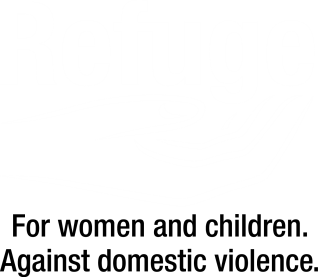 For women and children.
Against domestic violence.